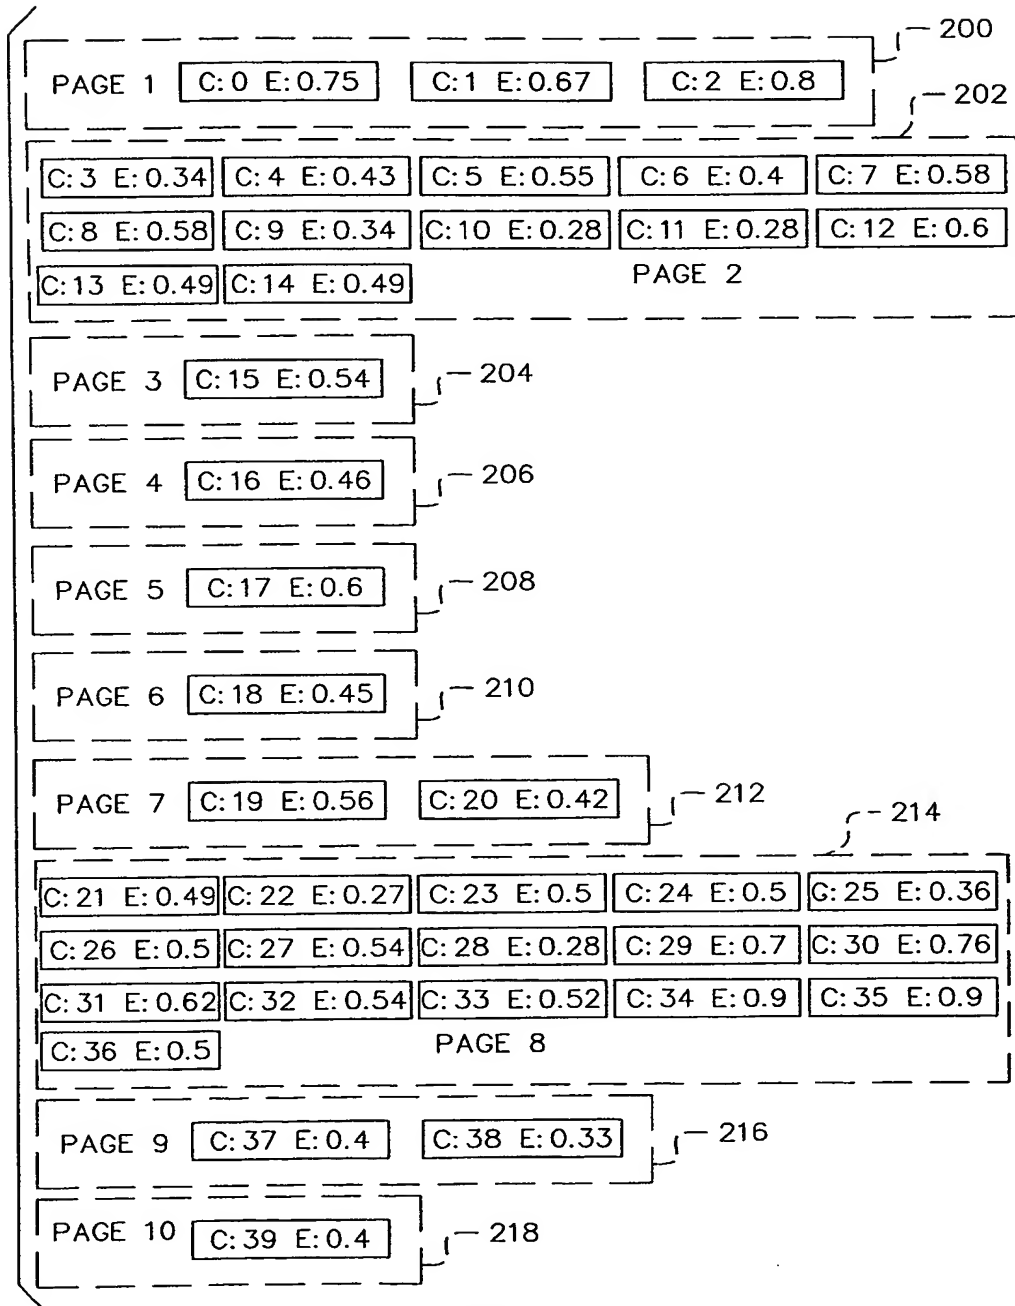 200
PAGE 1 C:0 E:0.75 C:1 E:0.67 C:2 E:0.8
202
C:3 E:0.34 C:4 E:0.43 C:5 E:0.55 C:6 E:0.4 C:7 E:0.58
C:8 E:0.58 C:9 E:0.34 C:10 E:0.28 C:11 E:0.28 C:12 E:0.6
C:13 E:0.49 C:14 E:0.49 PAGE 2
PAGE 3 C:15 E:0.54 204
PAGE 4 C:16 E:0.46 206
PAGE 5 C:17 E:0.6 208
PAGE 6 C:18 E:0.45 210
PAGE 7 C:19 E:0.56 C:20 E:0.42 212
214
C:21 E:0.49 C:22 E:0.27 C:23 E:0.5 C:24 E:0.5 G:25 E:0.36
C:26 E:0.5 C:27 E:0.54 C:28 E:0.28 C:29 E:0.7 C:30 E:0.76
C:31 E:0.62 C:32 E:0.54 C:33 E:0.52 C:34 E:0.9 C:35 E:0.9
C:36 E:0.5 PAGE 8
PAGE 9 C:37 E:0.4 C:38 E:0.33 216
PAGE 10 C:39 E:0.4 218